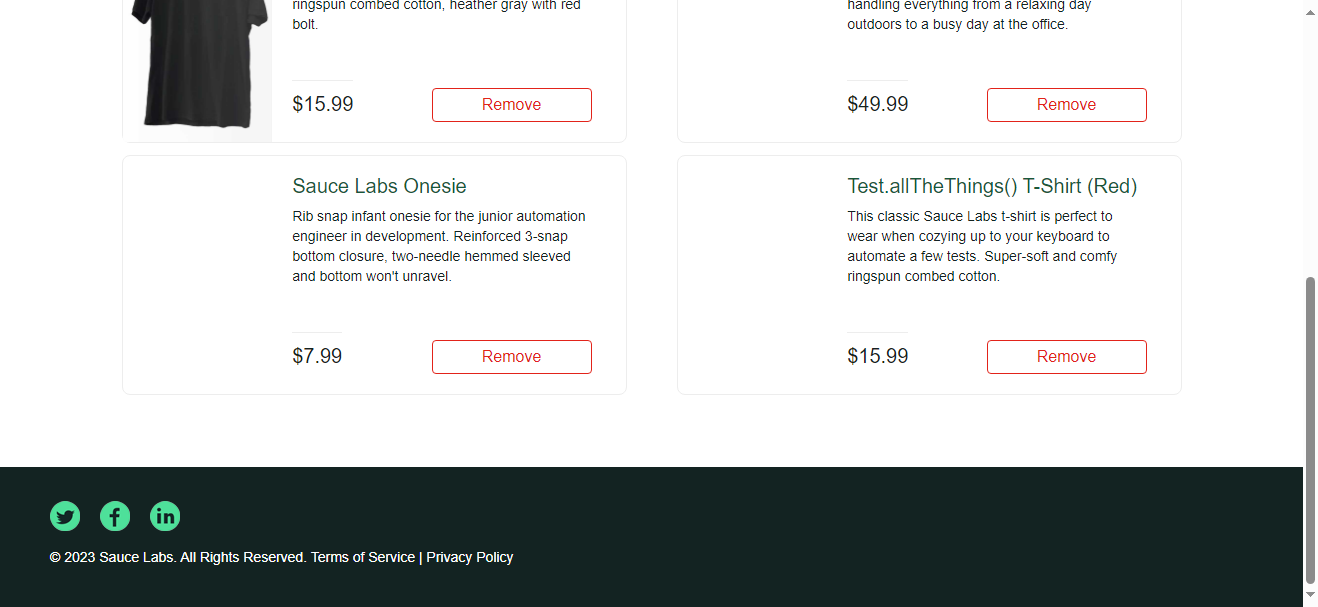 ringspun combed cotton, heather gray with red
bolt.
$15.99
Remove
handling everything from a relaxing day
outdoors to a busy day at the office.
$49.99
Remove
Sauce Labs Onesie
Rib snap infant onesie for the junior automation
engineer in development. Reinforced 3-snap
bottom closure, two-needle hemmed sleeved
and bottom won't unravel.
$7.99
Remove
Test.allTheThings() T-Shirt (Red)
This classic Sauce Labs t-shirt is perfect to
wear when cozying up to your keyboard to
automate a few tests. Super-soft and comfy
ringspun combed cotton.
$15.99
Remove
© 2023 Sauce Labs. All Rights Reserved. Terms of Service | Privacy Policy